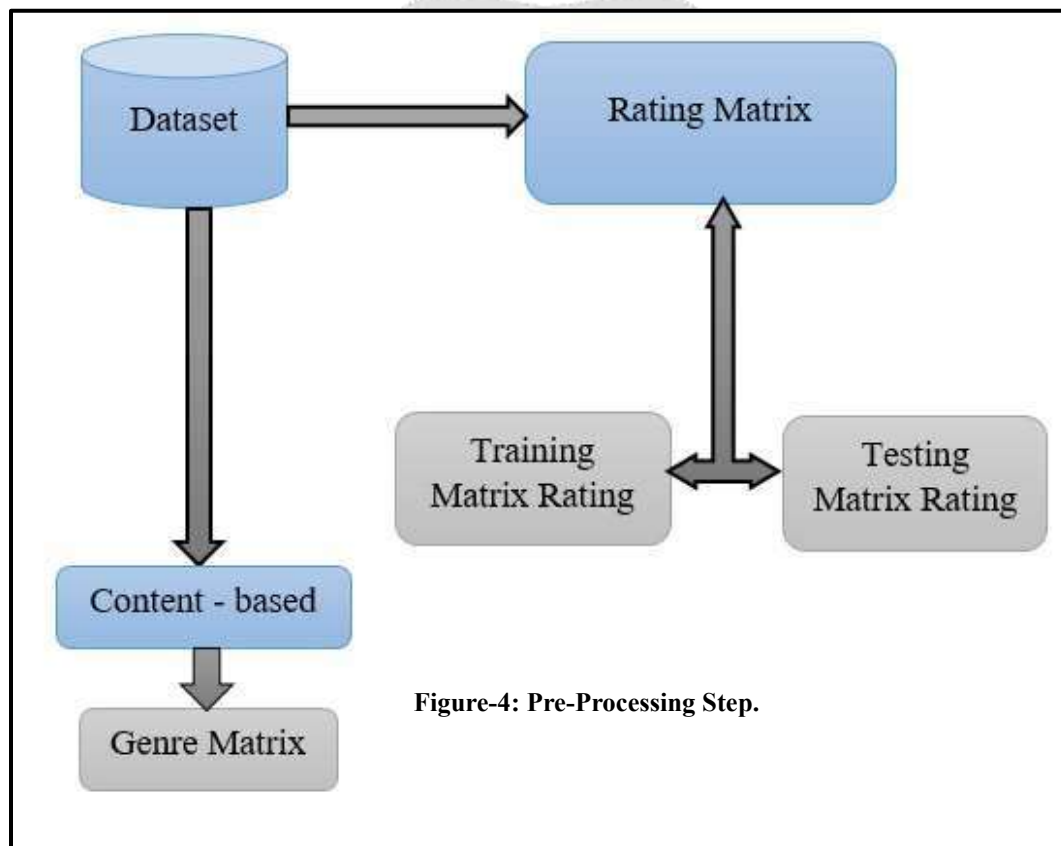 Dataset
Rating Matrix
Training
Matrix Rating
Testing
Matrix Rating
Content - based
Genre Matrix
Figure-4: Pre-Processing Step.